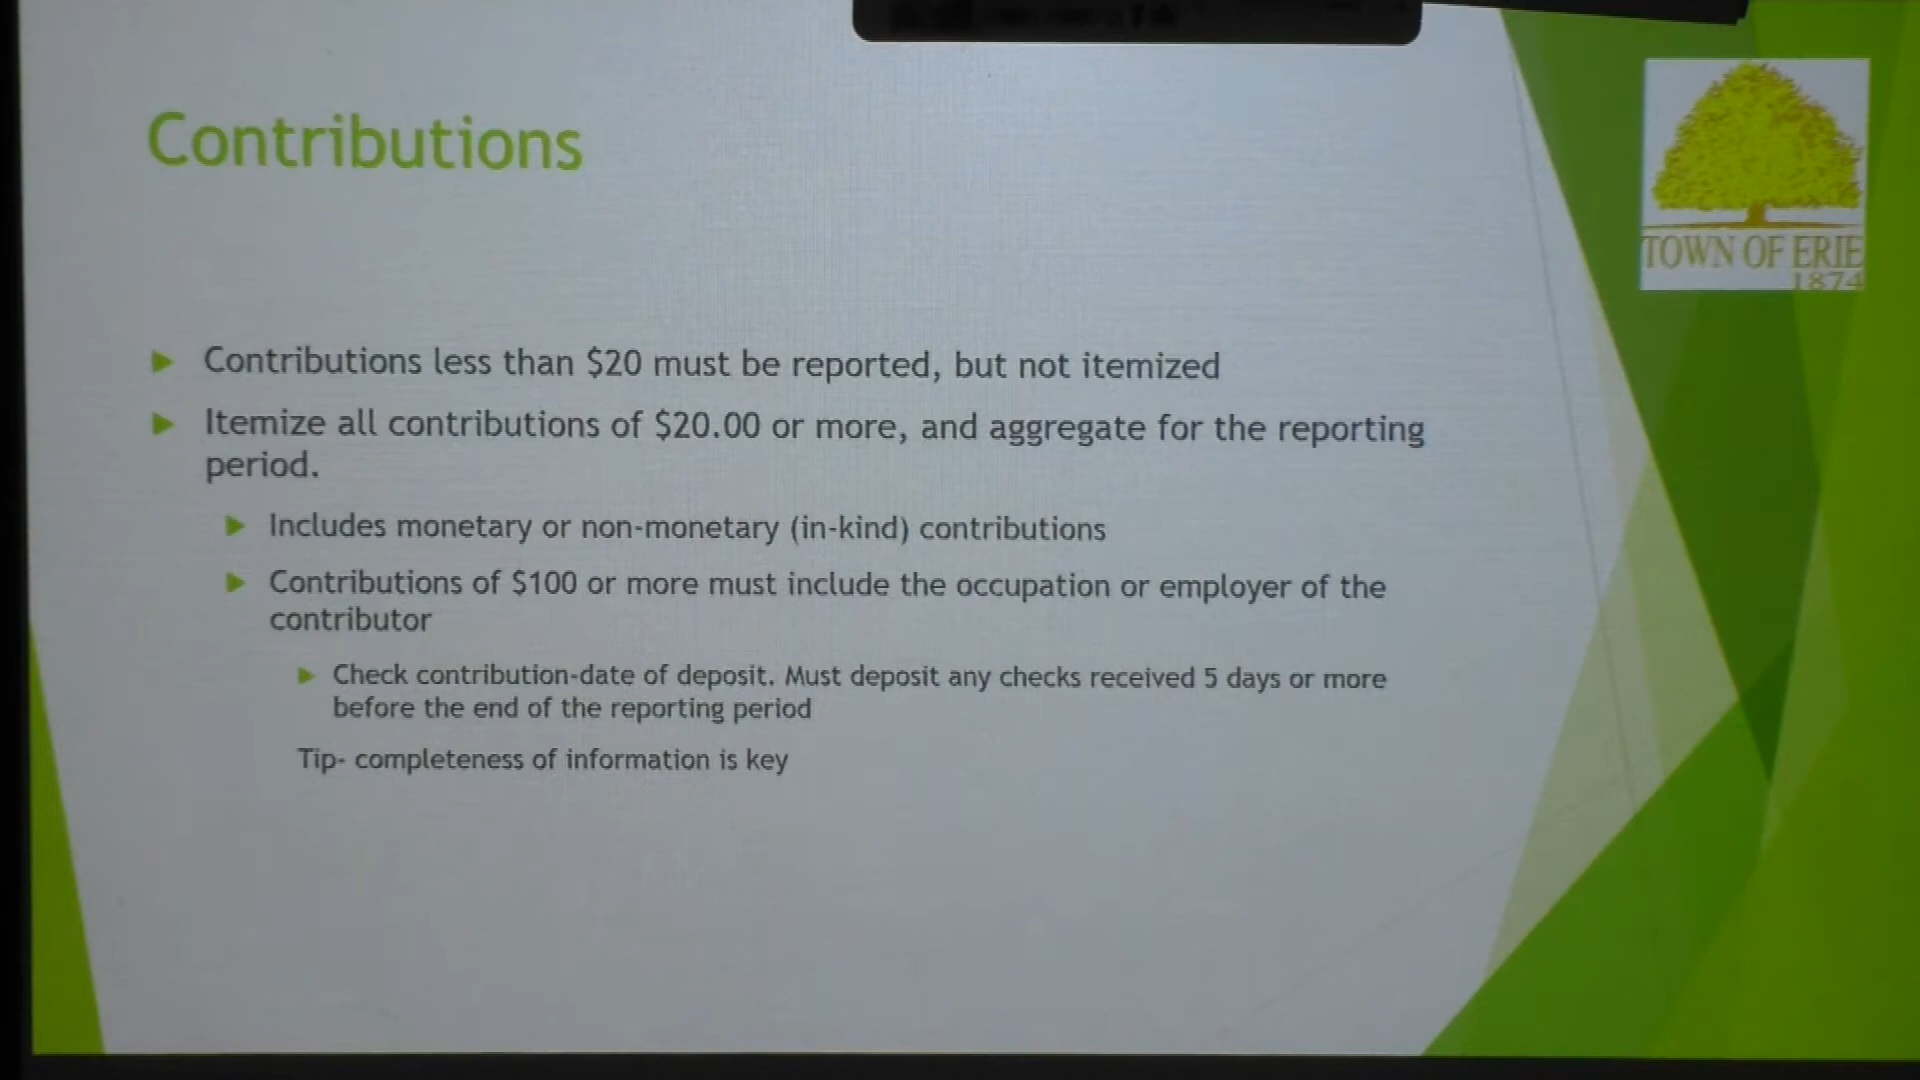 Contributions
TOWN OF ERIE
1874
Contributions less than $20 must be reported, but not itemized
Itemize all contributions of $20.00 or more, and aggregate for the reporting
period.
Includes monetary or non-monetary (in-kind) contributions
Contributions of $100 or more must include the occupation or employer of the
contributor
Check contribution-date of deposit. Must deposit any checks received 5 days or more
before the end of the reporting period
Tip- completeness of information is key